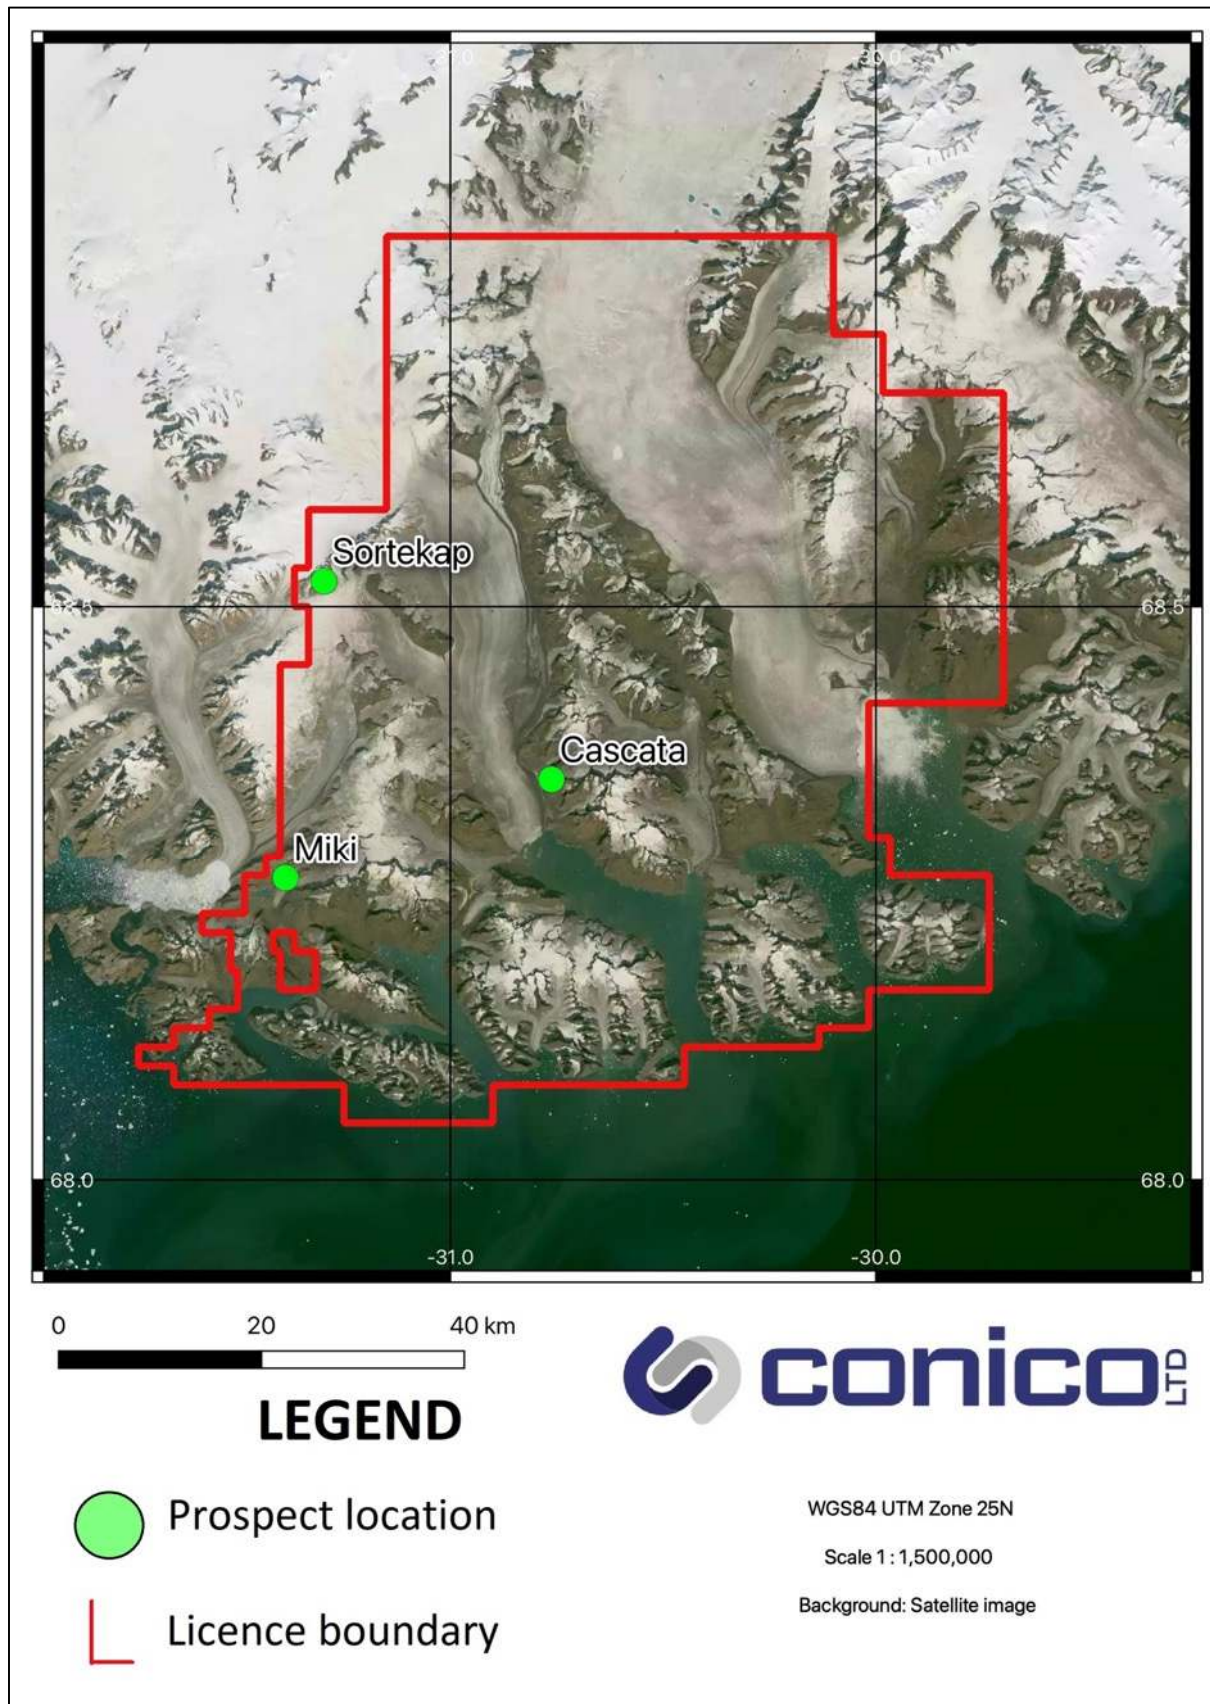 -31.0
-30.0
Sortekap
68.5
68.5
Cascata
Miki
68.0
68.0
-31.0
-30.0
0 20 40 km
conico LTD
LEGEND
Prospect location
WGS84 UTM Zone 25N
Scale 1 : 1,500,000
Licence boundary
Background: Satellite image